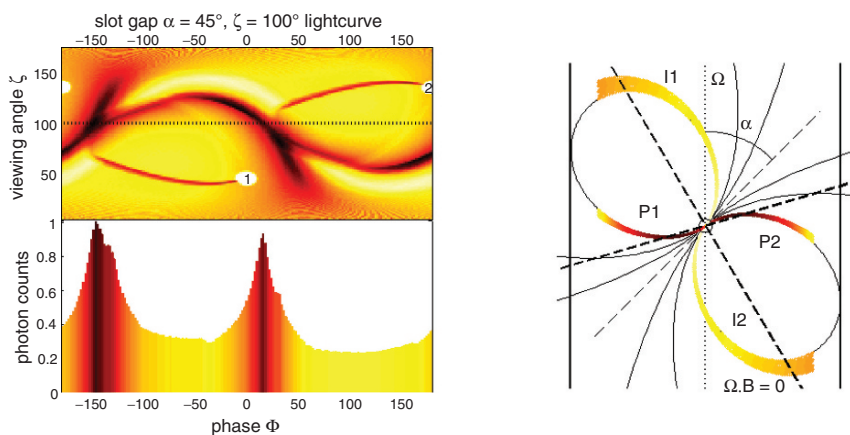 slot gap α = 45°, ζ = 100° lightcurve
−150 −100 −50 0 50 100 150
viewing angle ζ
150
100
50
2
1
photon counts
1
0.8
0.6
0.4
0.2
0
−150 −100 −50 0 50 100 150
phase Φ
I1
Ω
α
P1
P2
I2
Ω.B = 0